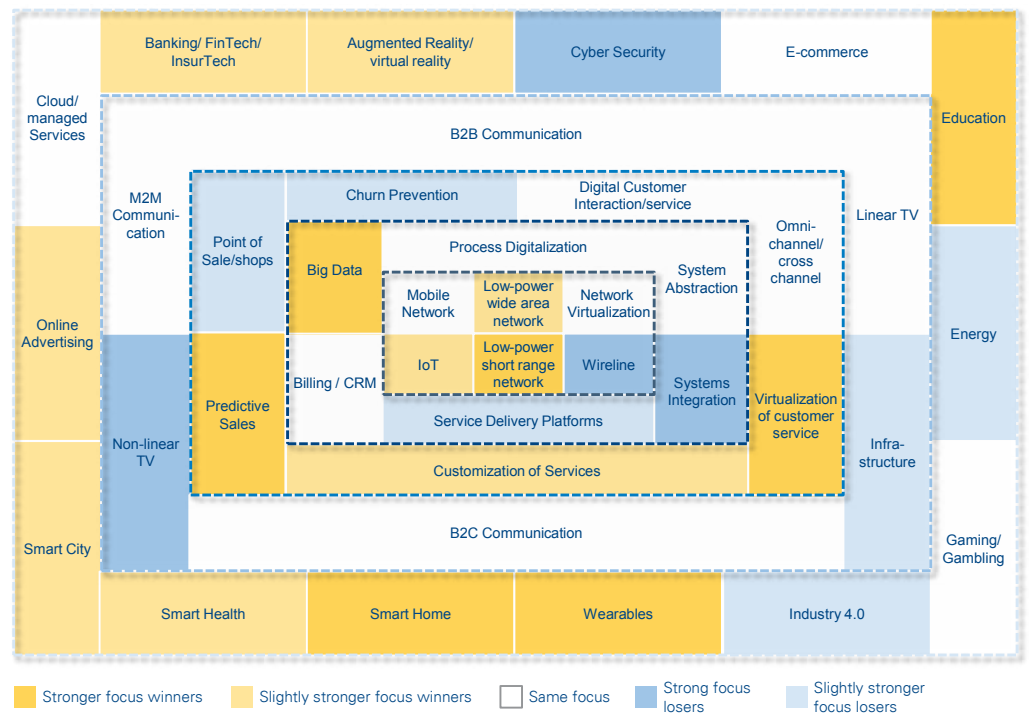 Banking/ FinTech/
InsurTech
Augmented Reality/
virtual reality
Cyber Security
E-commerce
Cloud/
managed
Services
Education
B2B Communication
M2M
Communi-
cation
Churn Prevention
Digital Customer
Interaction/service
Linear TV
Point of
Sale/shops
Omni-
channel/
cross
channel
Big Data
Process Digitalization
System
Abstraction
Mobile
Network
Low-power
wide area
network
Network
Virtualization
Online
Advertising
Energy
IoT
Low-power
short range
network
Wireline
Billing / CRM
Systems
Integration
Predictive
Sales
Virtualization
of customer
service
Service Delivery Platforms
Non-linear
TV
Infra-
structure
Customization of Services
B2C Communication
Smart City
Gaming/
Gambling
Smart Health
Smart Home
Wearables
Industry 4.0
Stronger focus winners
Slightly stronger focus winners
Same focus
Strong focus
losers
Slightly stronger
focus losers